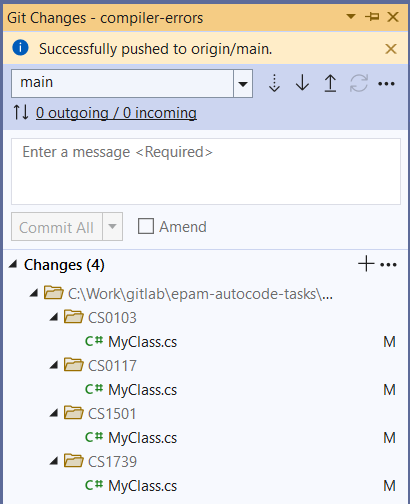 Git Changes - compiler-errors
Successfully pushed to origin/main.
main
0 outgoing / 0 incoming
Enter a message <Required>
Commit All
Amend
Changes (4)
C:\Work\gitlab\epam-autocode-tasks\...
CS0103
C# MyClass.cs M
CS0117
C# MyClass.cs M
CS1501
C# MyClass.cs M
CS1739
C# MyClass.cs M